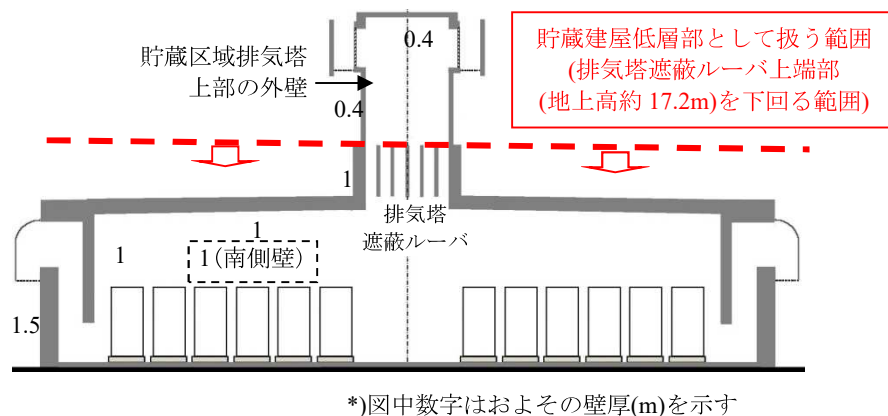 0.4
貯蔵区域排気塔
上部の外壁
0.4
貯蔵建屋低層部として扱う範囲
(排気塔遮蔽ルーバ上端部
(地上高約 17.2m)を下回る範囲)
1
排気塔
遮蔽ルーバ
1
1(南側壁)
1
1.5
*)図中数字はおよその壁厚(m)を示す